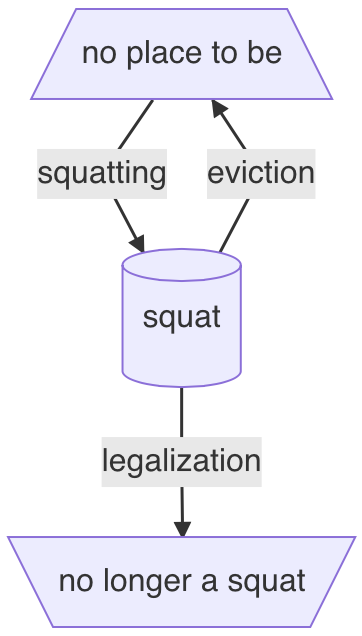 no place to be
squatting
eviction
squat
legalization
no longer a squat